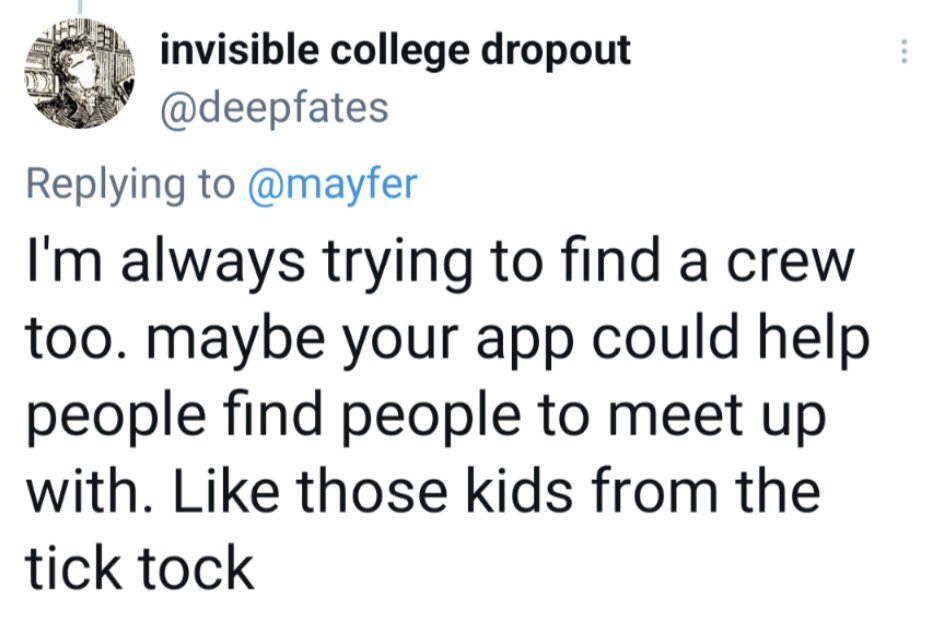 invisible college dropout
@deepfates
Replying to @mayfer
I'm always trying to find a crew
too. maybe your app could help
people find people to meet up
with. Like those kids from the
tick tock